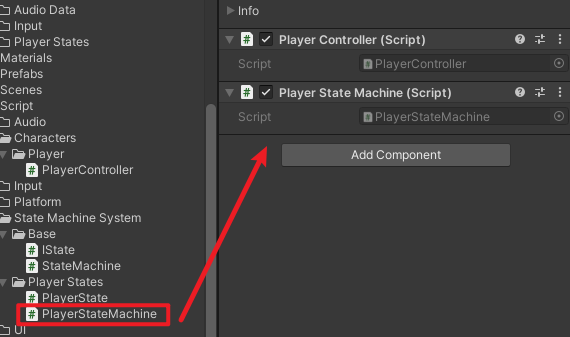 Audio Data
Input
Player States
Materials
Prefabs
Scenes
Script
Audio
Characters
Player
PlayerController
Input
Platform
State Machine System
Base
IState
StateMachine
Player States
PlayerState
PlayerStateMachine
UI
Info
Player Controller (Script)
Script
PlayerController
Player State Machine (Script)
Script
PlayerStateMachine
Add Component